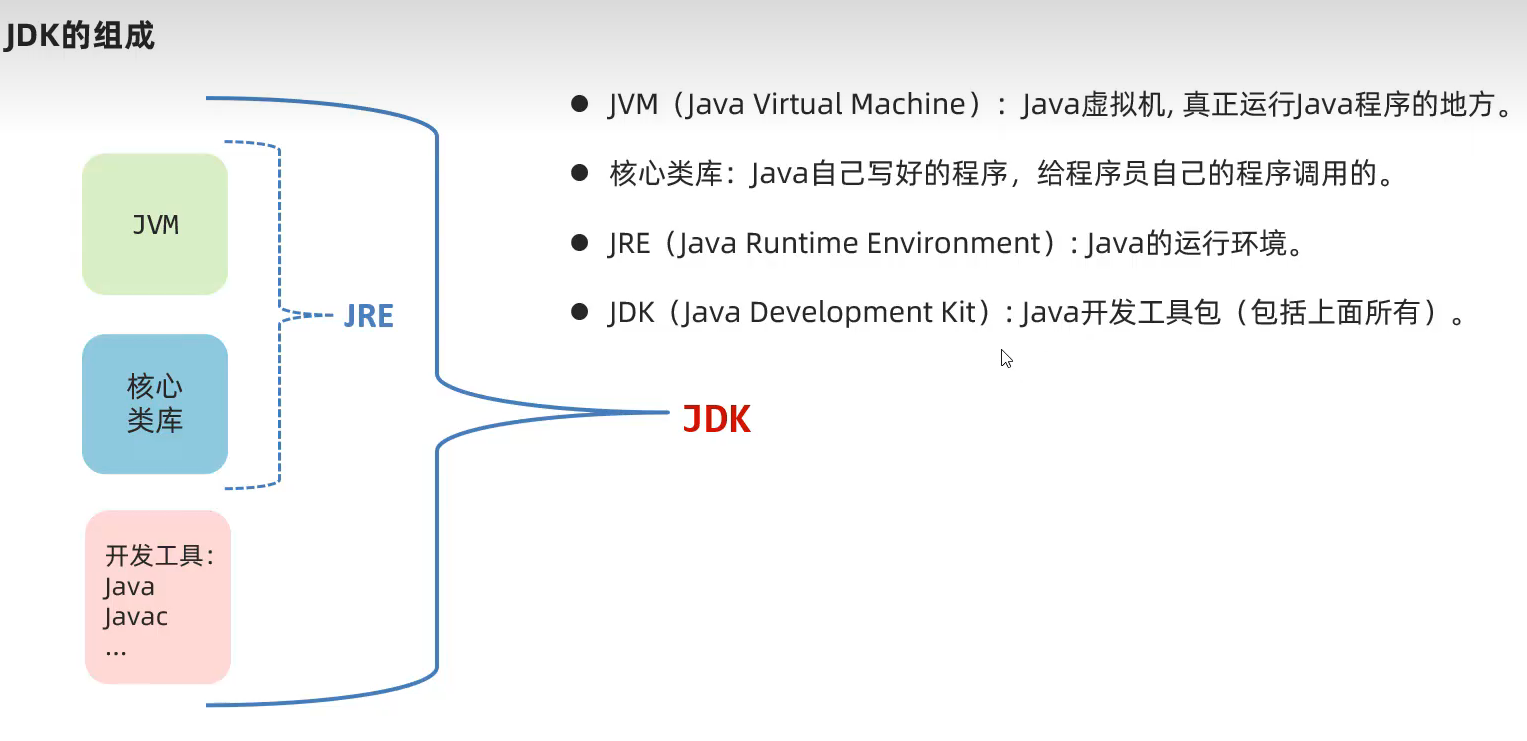 JDK的组成
JVM（Java Virtual Machine）：Java虚拟机, 真正运行Java程序的地方。
核心类库：Java自己写好的程序，给程序员自己的程序调用的。
JRE（Java Runtime Environment）: Java的运行环境。
JDK（Java Development Kit）: Java开发工具包（包括上面所有）。
JVM
JRE
核心
类库
JDK
开发工具：
Java
Javac
...